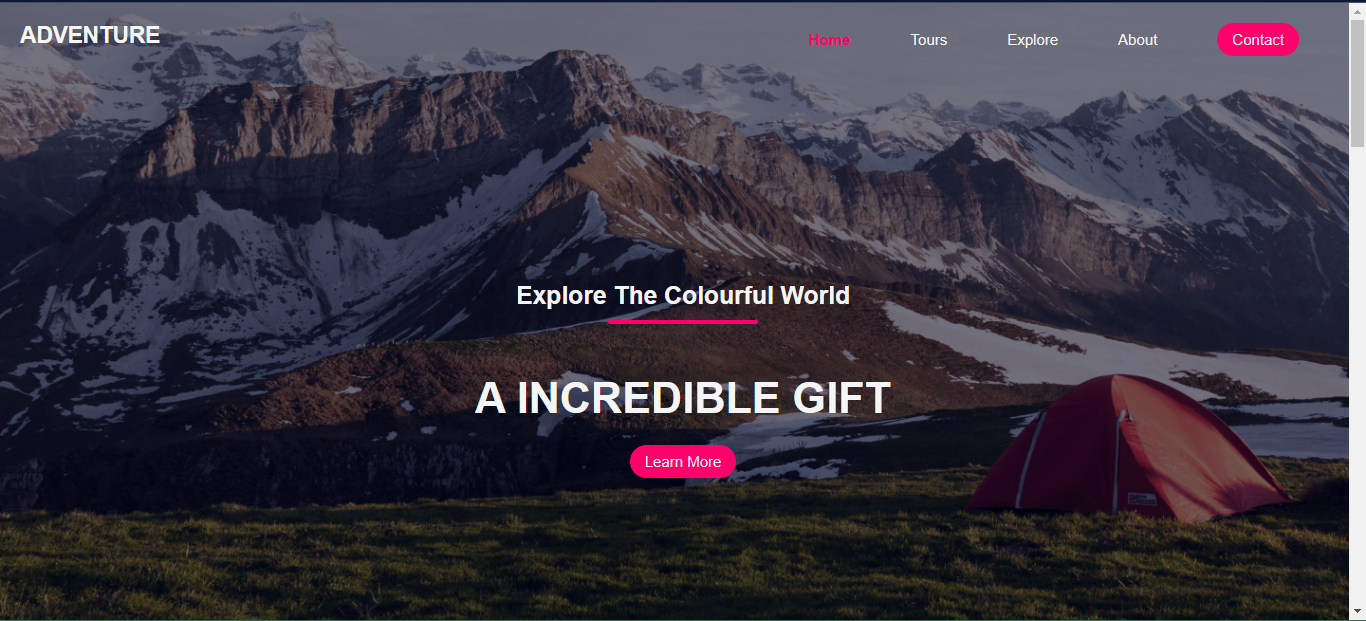 ADVENTURE
Home Tours Explore About Contact
Explore The Colourful World
A INCREDIBLE GIFT
Learn More